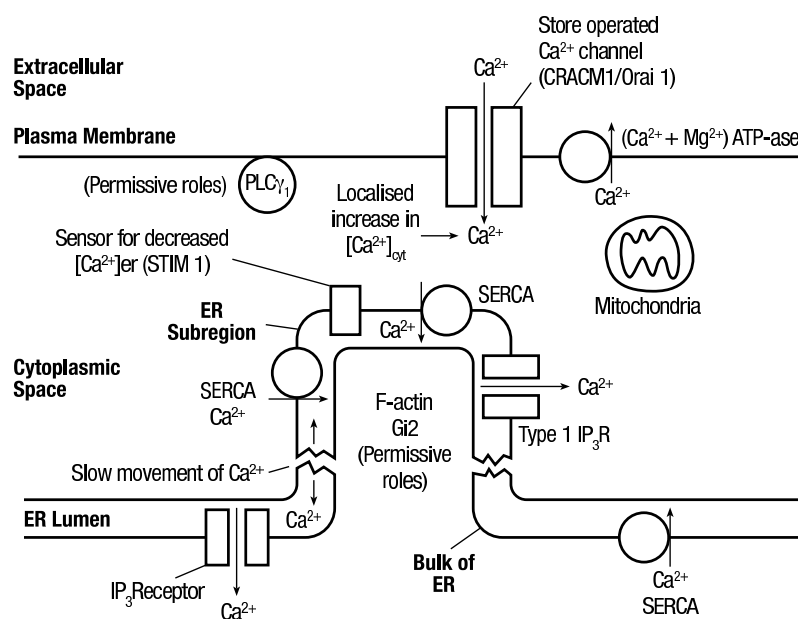 Store operated
Ca²⁺ channel
(CRACM1/Orai 1)
Ca²⁺
Extracellular
Space
Plasma Membrane
(Ca²⁺ + Mg²⁺) ATP-ase
(Permissive roles)
PLCγ₁
Ca²⁺
Localised
increase in
[Ca²⁺]cyt
Ca²⁺
Sensor for decreased
[Ca²⁺]er (STIM 1)
Mitochondria
SERCA
ER
Subregion
Ca²⁺
Cytoplasmic
Space
SERCA
Ca²⁺
Ca²⁺
F-actin
Gi2
(Permissive
roles)
Type 1 IP₃R
Slow movement of Ca²⁺
ER Lumen
Ca²⁺
Bulk of
ER
IP₃Receptor
Ca²⁺
Ca²⁺
SERCA